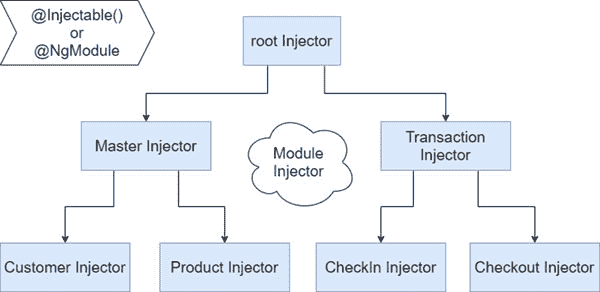 @Injectable()
or
@NgModule
root Injector
Master Injector
Module
Injector
Transaction
Injector
Customer Injector
Product Injector
CheckIn Injector
Checkout Injector